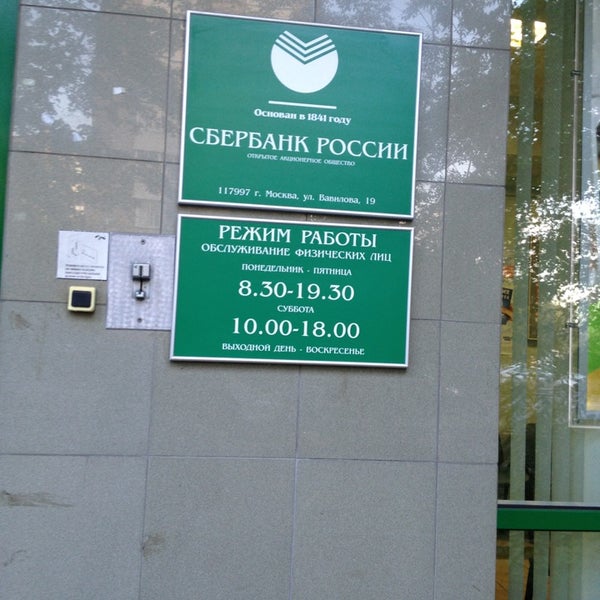 Основан в 1841 году
СБЕРБАНК РОССИИ
ОТКРЫТОЕ АКЦИОНЕРНОЕ ОБЩЕСТВО
117997 г. Москва, ул. Вавилова, 19
РЕЖИМ РАБОТЫ
ОБСЛУЖИВАНИЕ ФИЗИЧЕСКИХ ЛИЦ
ПОНЕДЕЛЬНИК - ПЯТНИЦА
8.30-19.30
СУББОТА
10.00-18.00
ВЫХОДНОЙ ДЕНЬ - ВОСКРЕСЕНЬЕ